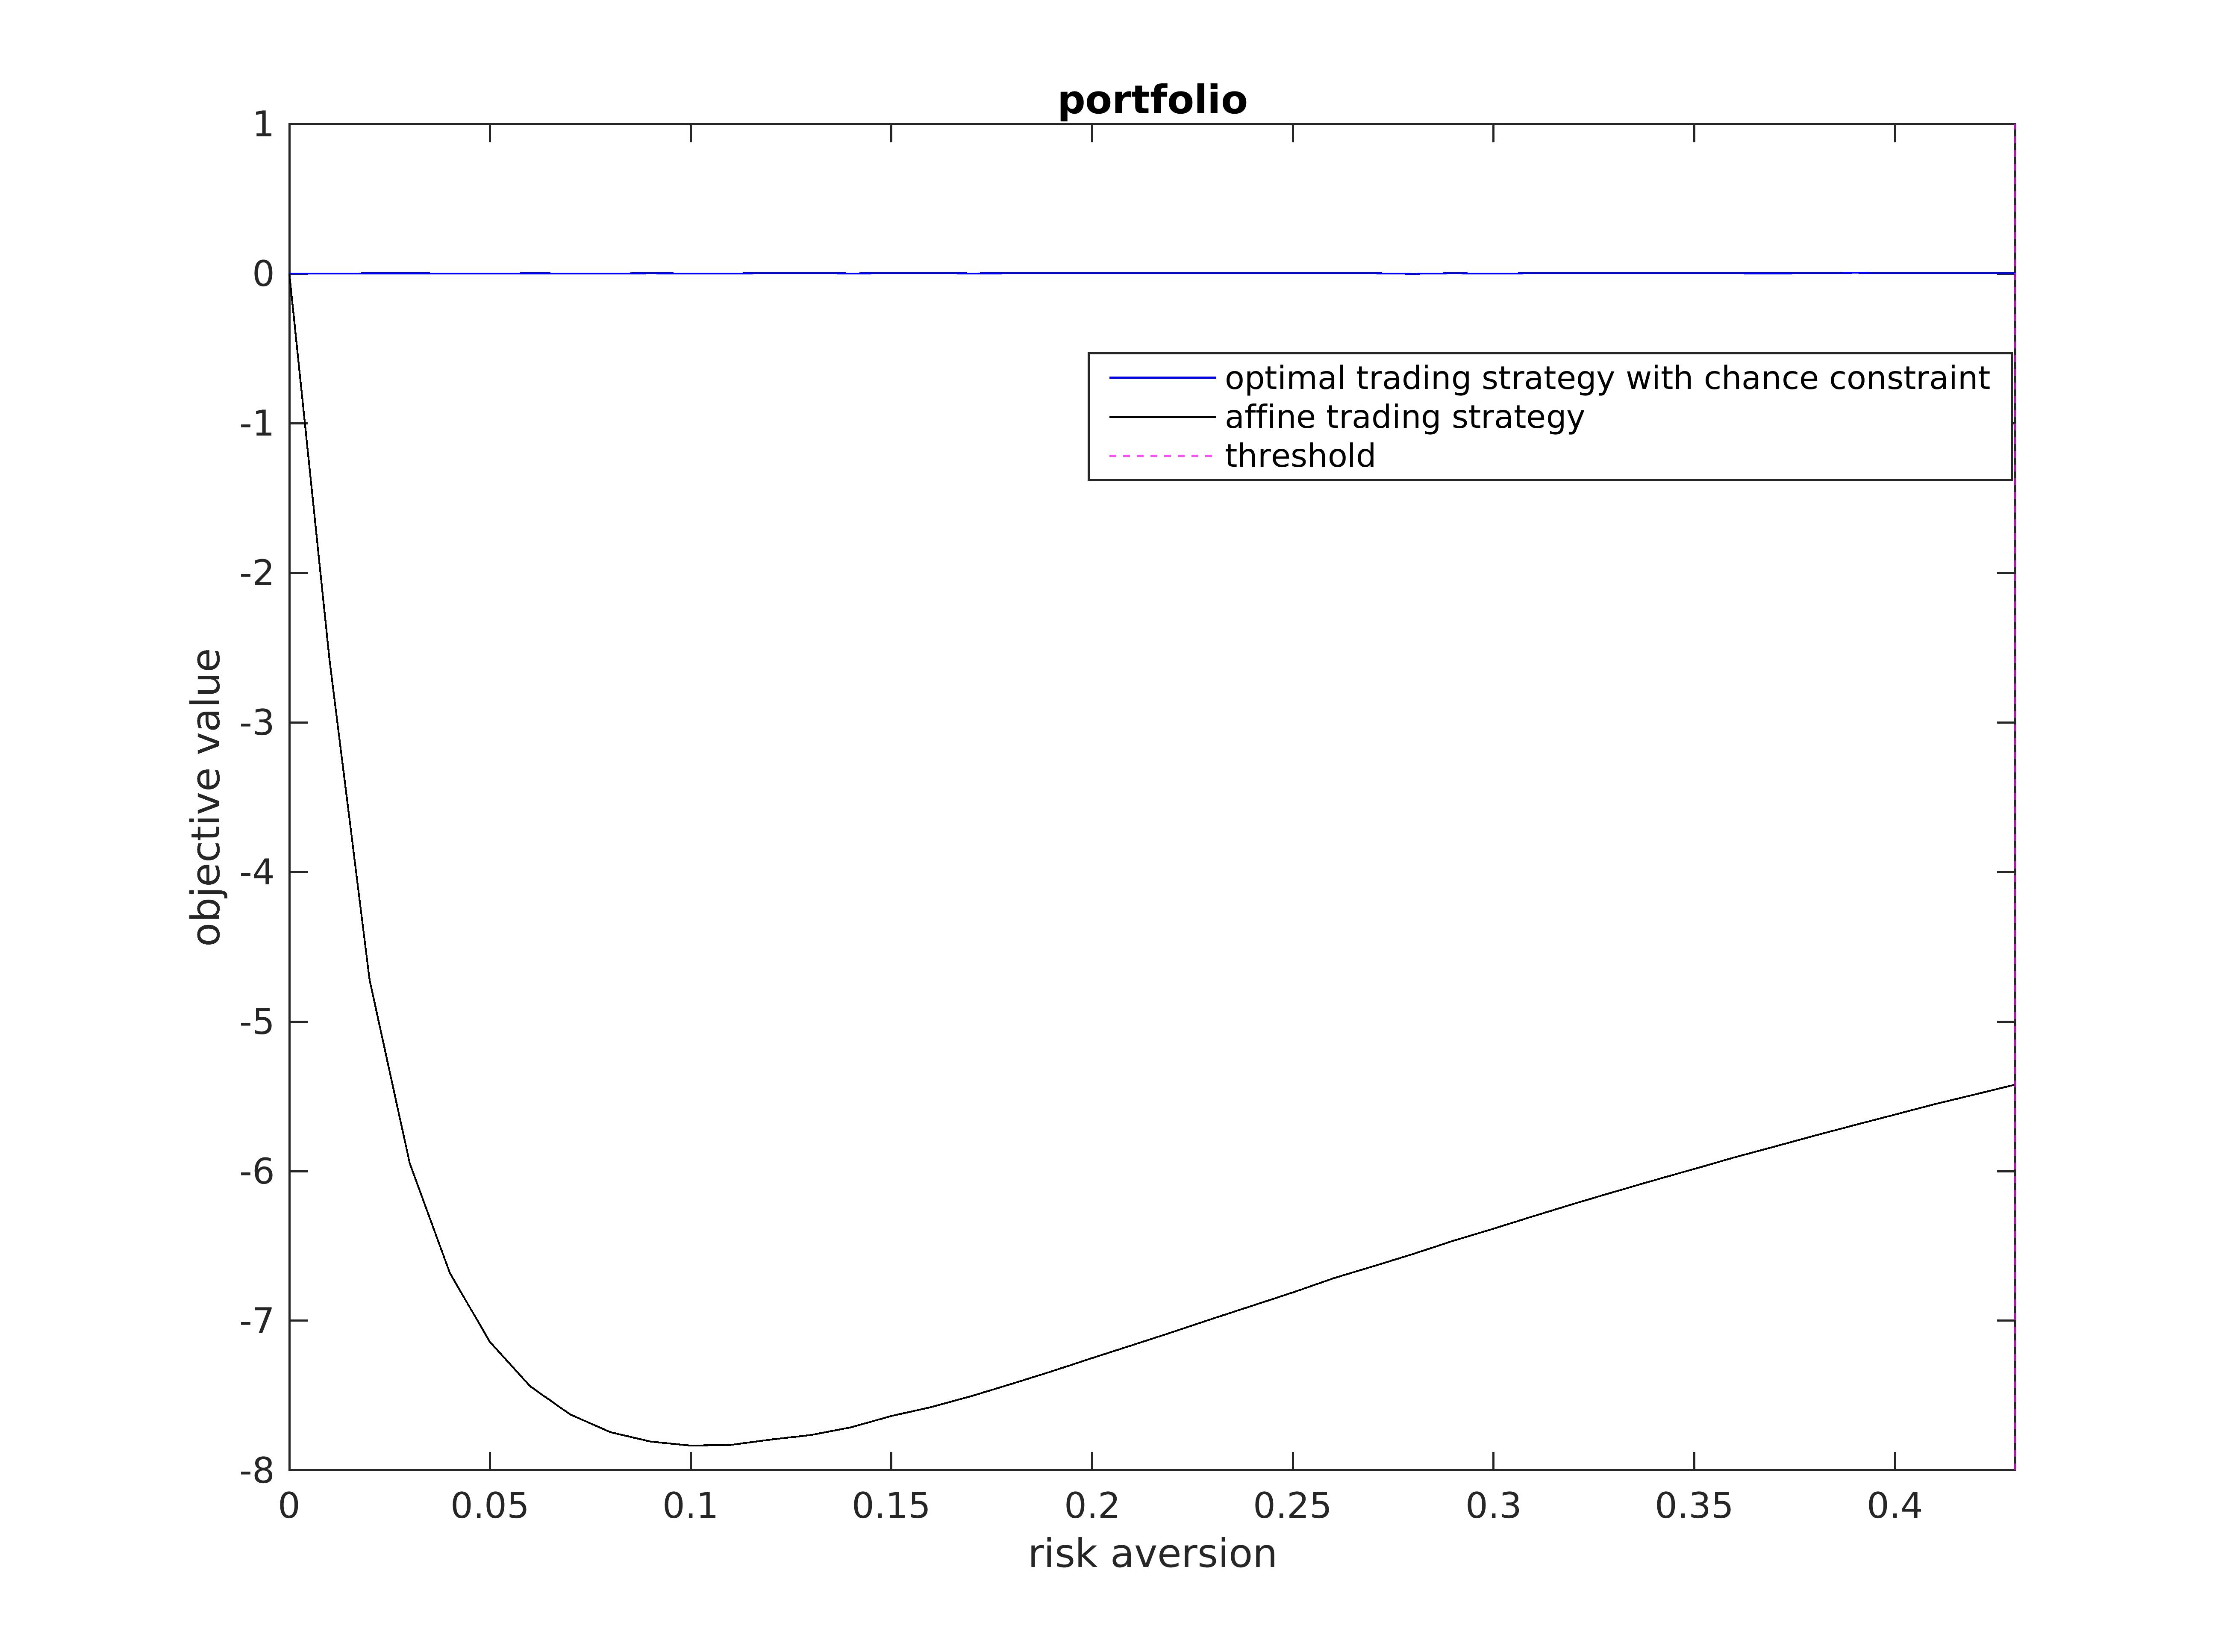 portfolio
1
0
-1
-2
-3
-4
-5
-6
-7
-8
objective value
optimal trading strategy with chance constraint
affine trading strategy
threshold
0 0.05 0.1 0.15 0.2 0.25 0.3 0.35 0.4
risk aversion